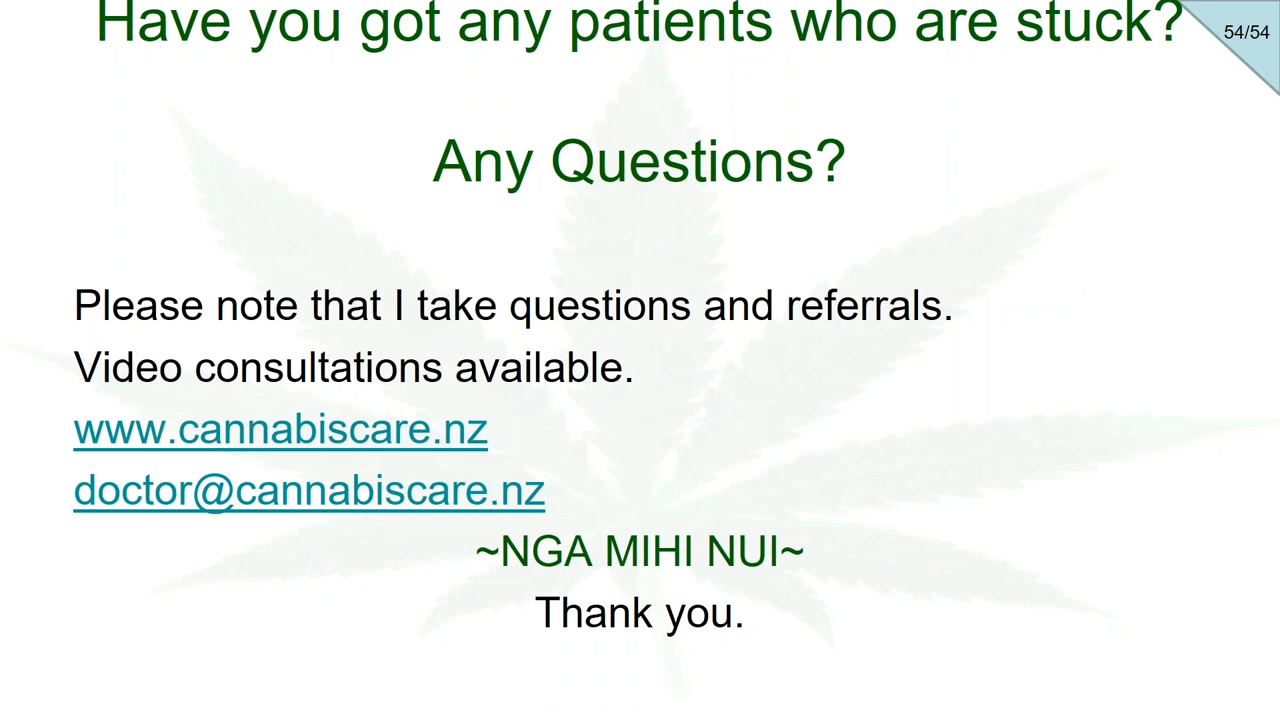 Have you got any patients who are stuck?
54/54
Any Questions?
Please note that I take questions and referrals.
Video consultations available.
www.cannabiscare.nz
doctor@cannabiscare.nz
~NGA MIHI NUI~
Thank you.